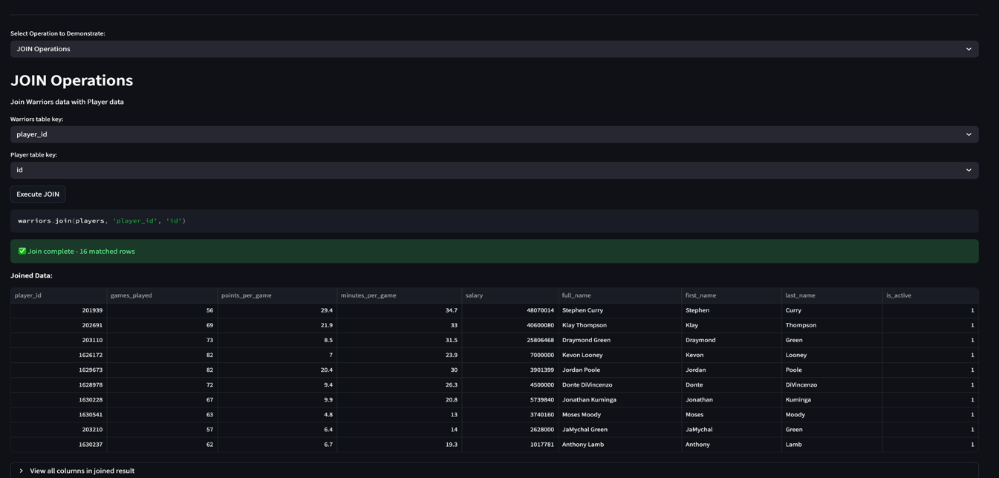 Select Operation to Demonstrate:
JOIN Operations
JOIN Operations
Join Warriors data with Player data
Warriors table key:
player_id
Player table key:
id
Execute JOIN
warriors.join(players, 'player_id', 'id')
✅ Join complete - 16 matched rows
Joined Data:
player_id games_played points_per_game minutes_per_game salary full_name first_name last_name is_active
201939 56 29.4 34.7 48070014 Stephen Curry Stephen Curry 1
202691 69 21.9 33 40600080 Klay Thompson Klay Thompson 1
203110 73 8.5 31.5 25806468 Draymond Green Draymond Green 1
1626172 82 7 23.9 7000000 Kevon Looney Kevon Looney 1
1629673 82 20.4 30 3901399 Jordan Poole Jordan Poole 1
1628978 72 9.4 26.3 4500000 Donte DiVincenzo Donte DiVincenzo 1
1630228 67 9.9 20.8 5739840 Jonathan Kuminga Jonathan Kuminga 1
1630541 63 4.8 13 3740160 Moses Moody Moses Moody 1
203210 57 6.4 14 2628000 JaMychal Green JaMychal Green 1
1630237 62 6.7 19.3 1017781 Anthony Lamb Anthony Lamb 1
View all columns in joined result